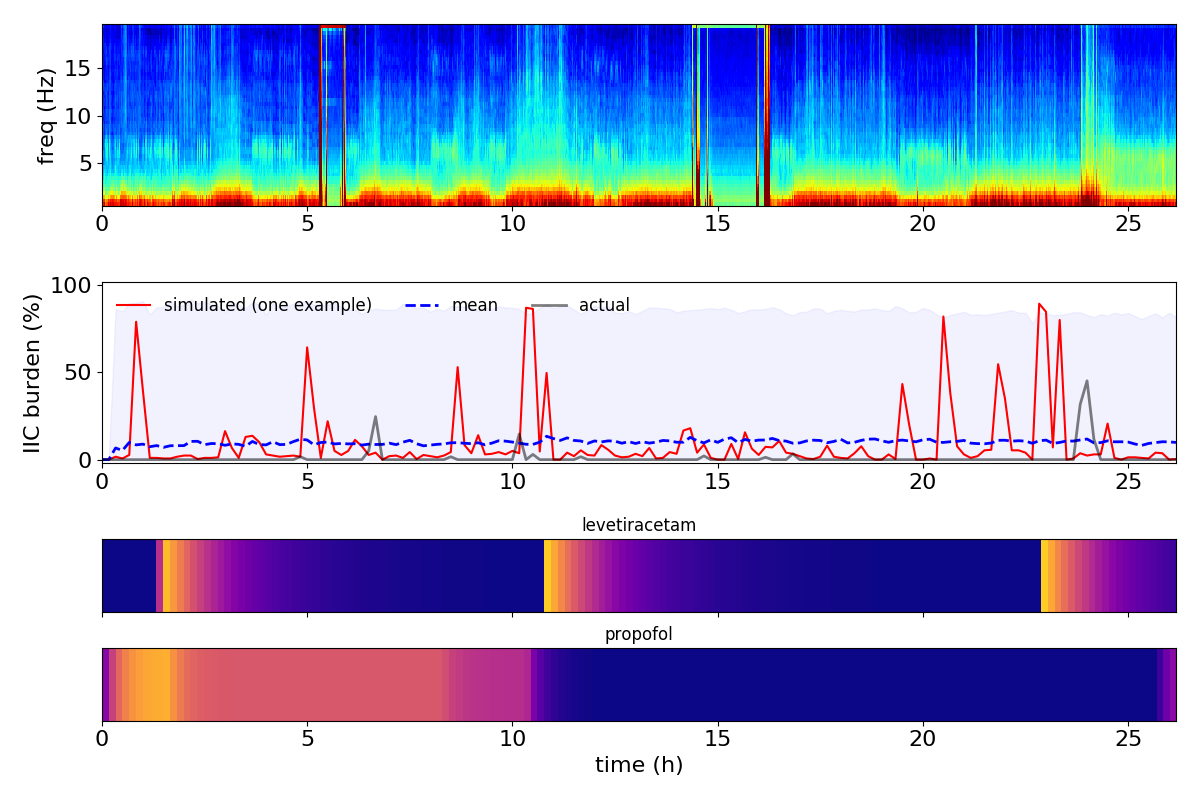 freq (Hz)
15
10
5
0 5 10 15 20 25
IIC burden (%)
100
50
0
simulated (one example) mean actual
0 5 10 15 20 25
levetiracetam
propofol
0 5 10 15 20 25
time (h)